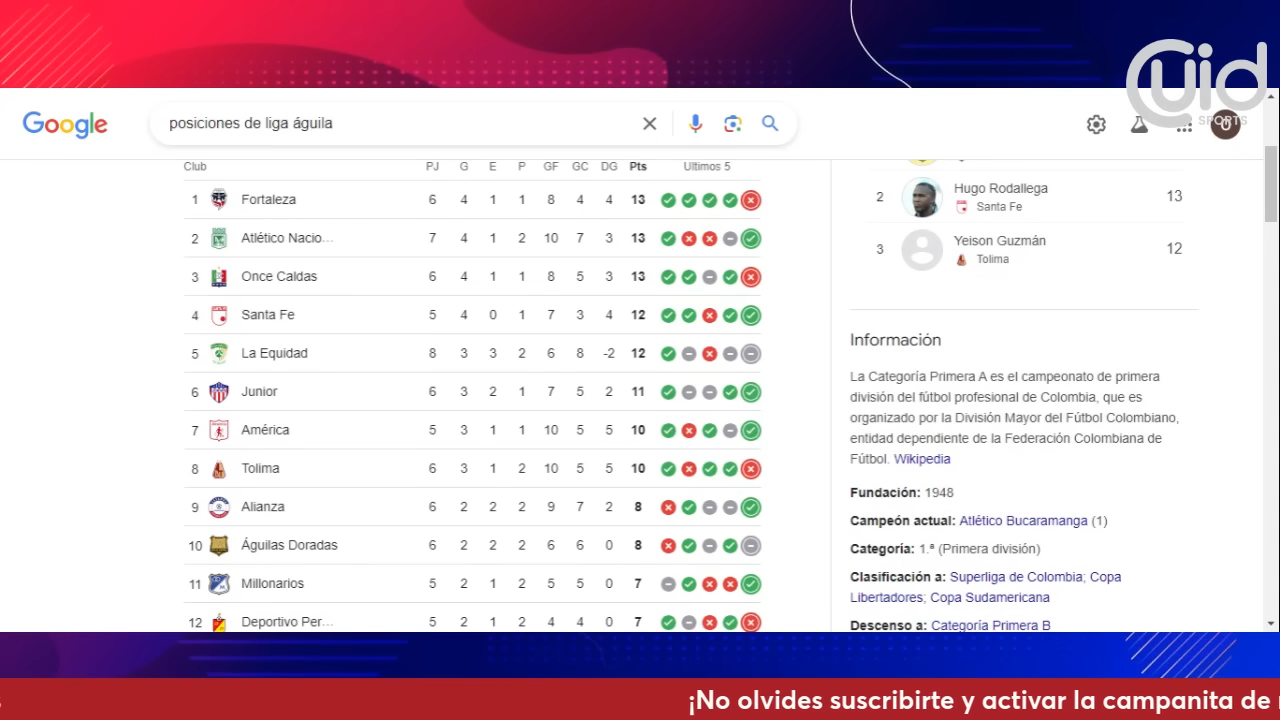 Cuid
SPORTS
Google
posiciones de liga águila
Club PJ G E P GF GC DG Pts Últimos 5
1 Fortaleza 6 4 1 1 8 4 4 13
2 Atlético Nacio... 7 4 1 2 10 7 3 13
3 Once Caldas 6 4 1 1 8 5 3 13
4 Santa Fe 5 4 0 1 7 3 4 12
5 La Equidad 8 3 3 2 6 8 -2 12
6 Junior 6 3 2 1 7 5 2 11
7 América 5 3 1 1 10 5 5 10
8 Tolima 6 3 1 2 10 5 5 10
9 Alianza 6 2 2 2 9 7 2 8
10 Águilas Doradas 6 2 2 2 6 6 0 8
11 Millonarios 5 2 1 2 5 5 0 7
12 Deportivo Per... 5 2 1 2 4 4 0 7
2 Hugo Rodallega 13
Santa Fe
3 Yeison Guzmán 12
Tolima
Información
La Categoría Primera A es el campeonato de primera
división del fútbol profesional de Colombia, que es
organizado por la División Mayor del Fútbol Colombiano,
entidad dependiente de la Federación Colombiana de
Fútbol. Wikipedia
Fundación: 1948
Campeón actual: Atlético Bucaramanga (1)
Categoría: 1.ª (Primera división)
Clasificación a: Superliga de Colombia; Copa
Libertadores; Copa Sudamericana
Descenso a: Categoría Primera B
¡No olvides suscribirte y activar la campanita de